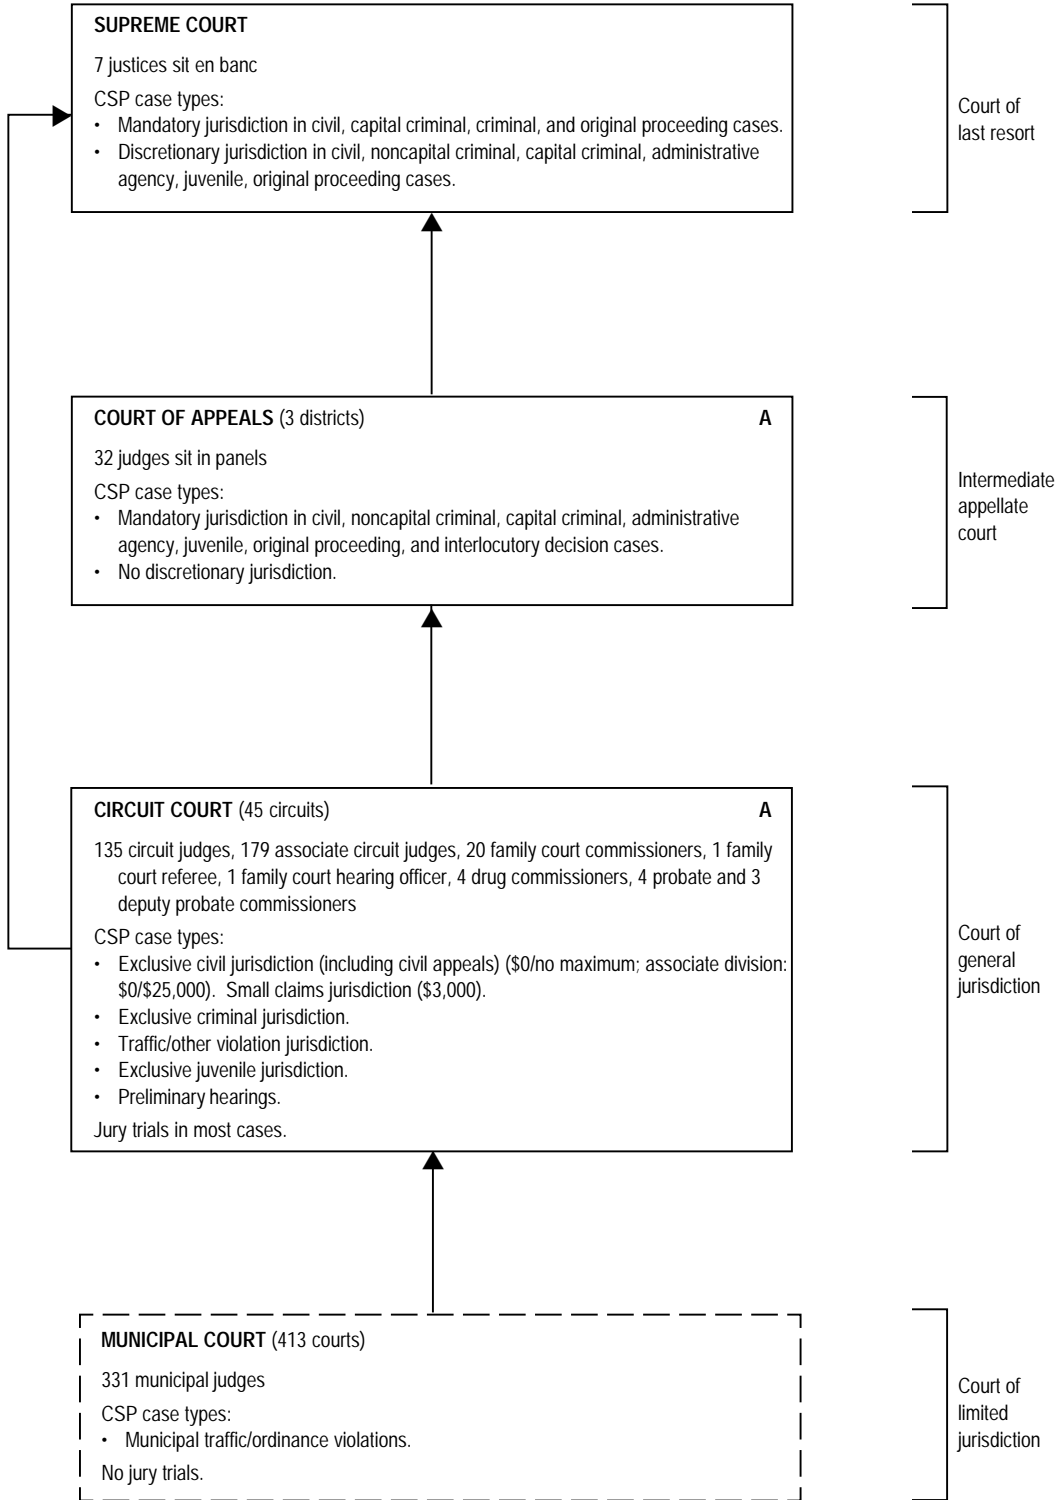 SUPREME COURT
7 justices sit en banc
CSP case types:
• Mandatory jurisdiction in civil, capital criminal, criminal, and original proceeding cases.
• Discretionary jurisdiction in civil, noncapital criminal, capital criminal, administrative
agency, juvenile, original proceeding cases.
Court of
last resort
COURT OF APPEALS (3 districts) A
32 judges sit in panels
CSP case types:
• Mandatory jurisdiction in civil, noncapital criminal, capital criminal, administrative
agency, juvenile, original proceeding, and interlocutory decision cases.
• No discretionary jurisdiction.
Intermediate
appellate
court
CIRCUIT COURT (45 circuits) A
135 circuit judges, 179 associate circuit judges, 20 family court commissioners, 1 family
court referee, 1 family court hearing officer, 4 drug commissioners, 4 probate and 3
deputy probate commissioners
CSP case types:
• Exclusive civil jurisdiction (including civil appeals) ($0/no maximum; associate division:
$0/$25,000). Small claims jurisdiction ($3,000).
• Exclusive criminal jurisdiction.
• Traffic/other violation jurisdiction.
• Exclusive juvenile jurisdiction.
• Preliminary hearings.
Jury trials in most cases.
Court of
general
jurisdiction
MUNICIPAL COURT (413 courts)
331 municipal judges
CSP case types:
• Municipal traffic/ordinance violations.
No jury trials.
Court of
limited
jurisdiction